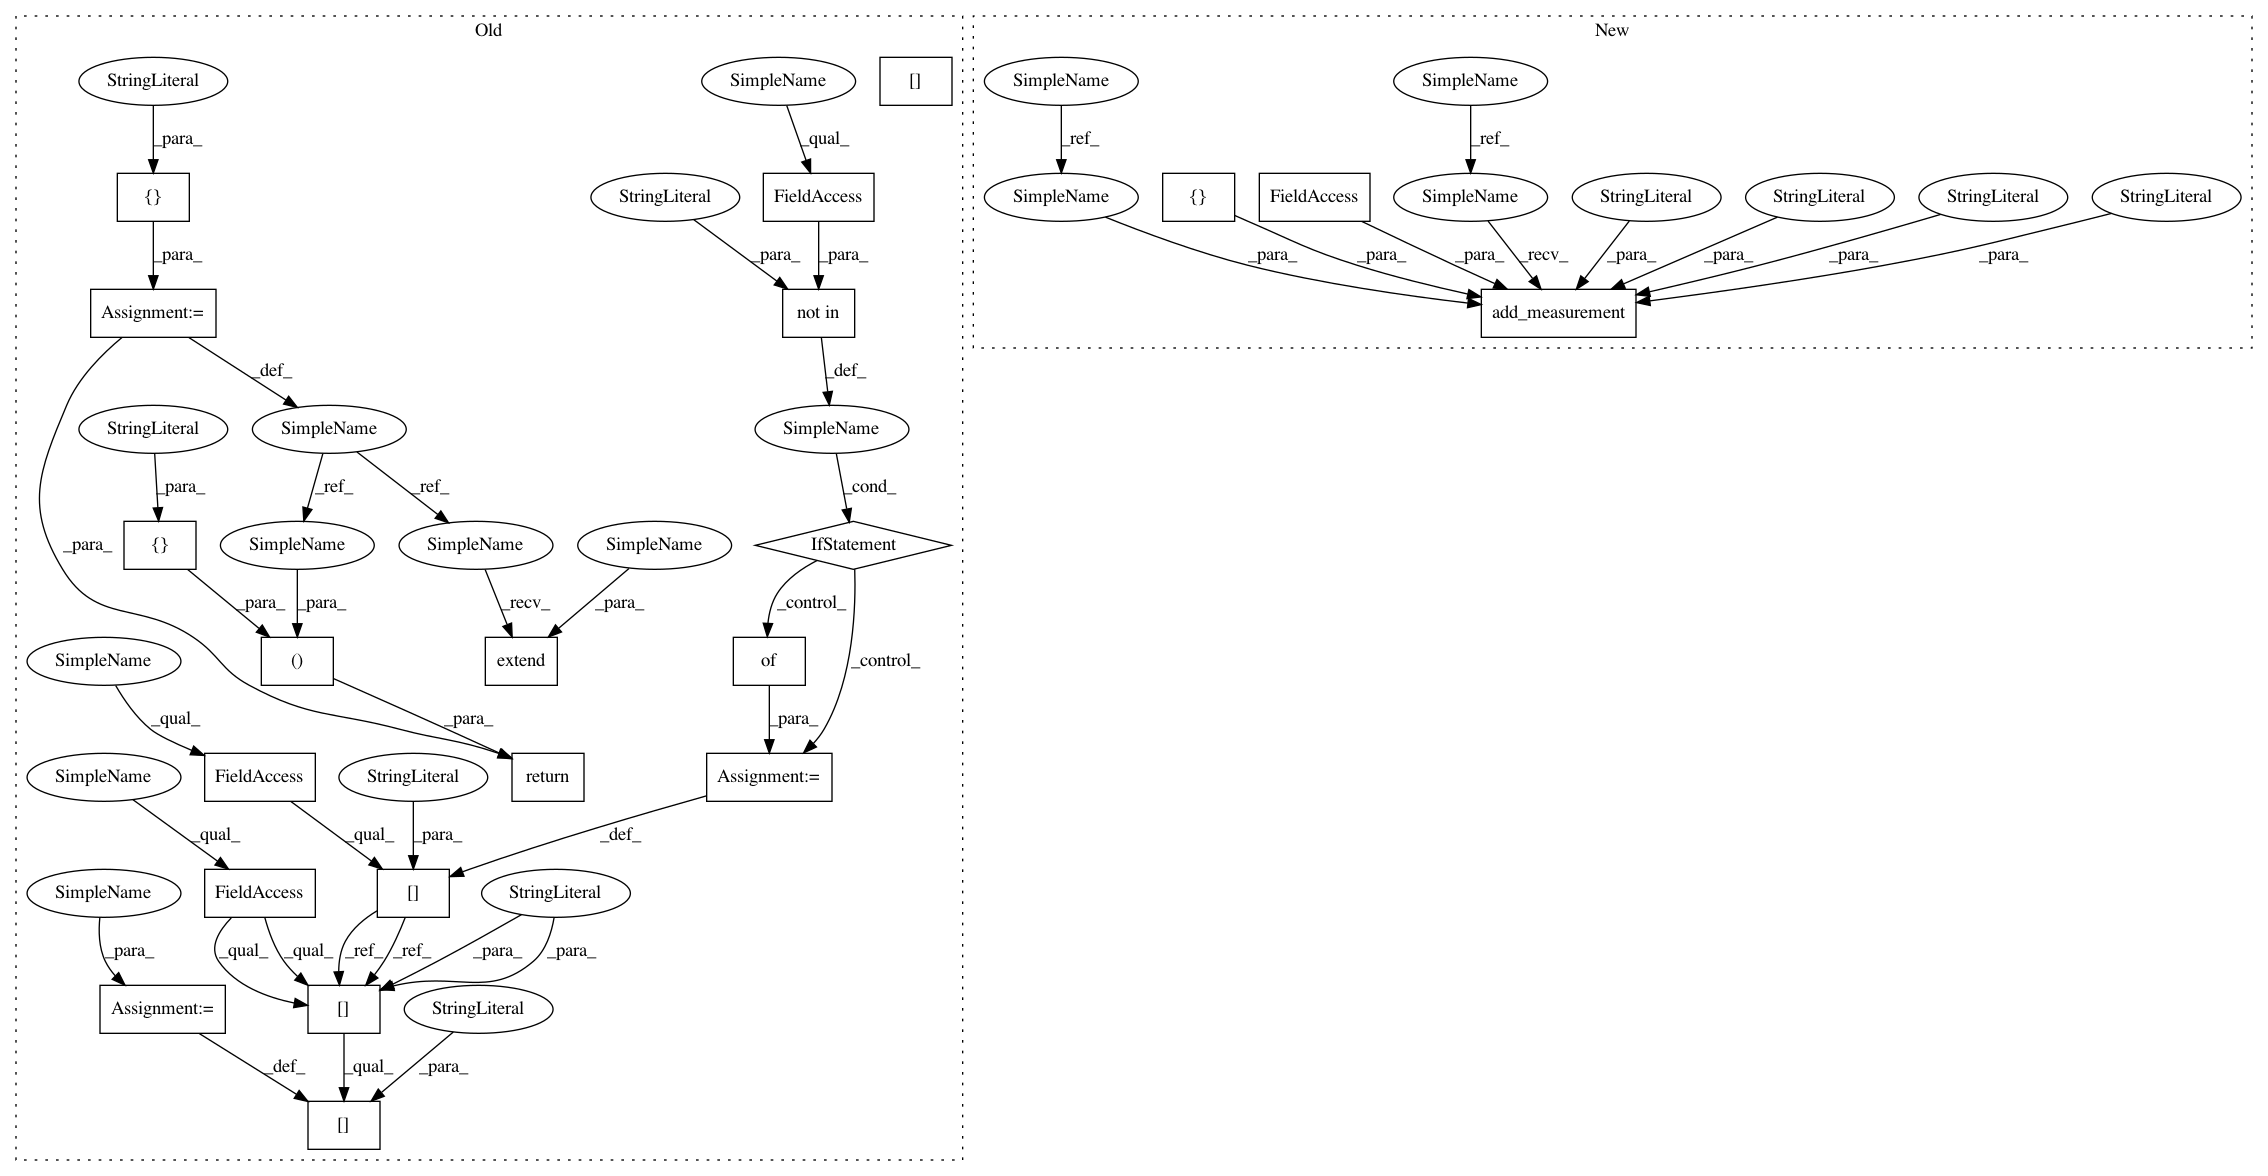 Old
New
StringLiteral
SimpleName
[]
SimpleName
SimpleName
_para_
_qual_
_ref_
_ref_
{}
StringLiteral
FieldAccess
SimpleName
{}
FieldAccess
SimpleName
StringLiteral
StringLiteral
StringLiteral
StringLiteral
_para_
_para_
_para_
_para_
_para_
_para_
_recv_
_para_
_para_
_para_
_para_
Assignment:=
not in
add_measurement
_def_
_def_
StringLiteral
SimpleName
SimpleName
_para_
_ref_
_ref_
_cond_
_para_
{}
SimpleName
SimpleName
SimpleName
IfStatement
_para_
_para_
_recv_
_para_
_control_
SimpleName
()
extend
of
_control_
_qual_
_para_
_para_
SimpleName
FieldAccess
StringLiteral
return
Assignment:=
_qual_
_qual_
_para_
_def_
SimpleName
FieldAccess
[]
StringLiteral
_para_
_qual_
_qual_
_ref_
_ref_
_para_
_para_
Assignment:=
[]
StringLiteral
_def_
_qual_
_para_
[]